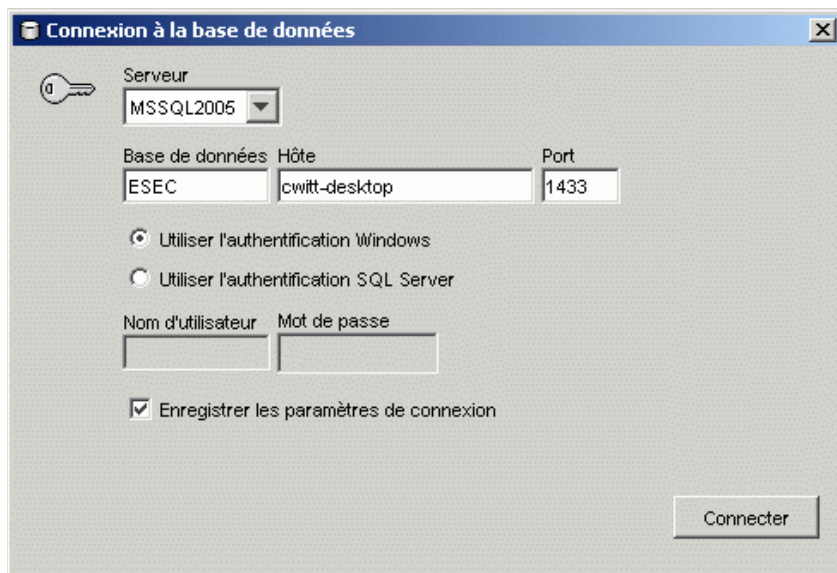 Connexion à la base de données
Serveur
MSSQL2005
Base de données Hôte Port
ESEC cwitt-desktop 1433
Utiliser l'authentification Windows
Utiliser l'authentification SQL Server
Nom d'utilisateur Mot de passe
Enregistrer les paramètres de connexion
Connecter